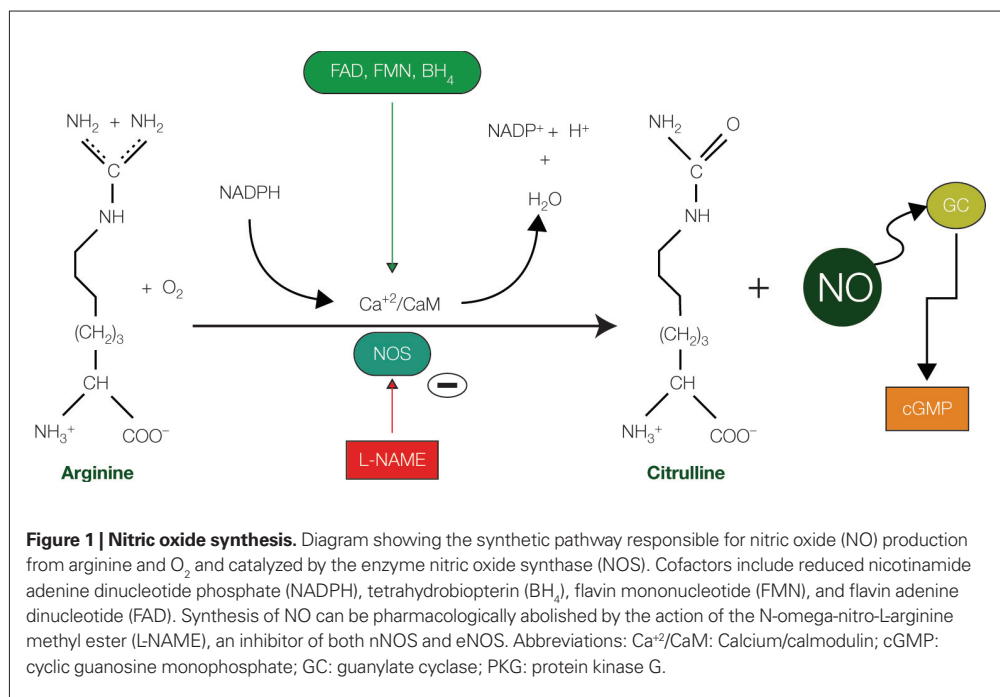 FAD, FMN, BH₄
NH₂ + NH₂
C
NH
+ O₂
(CH₂)₃
CH
NH₃⁺
COO⁻
Arginine
NADPH
NADP⁺ + H⁺
+
H₂O
Ca⁺²/CaM
NOS
L-NAME
NH₂
O
C
NH
(CH₂)₃
CH
NH₃⁺
COO⁻
Citrulline
+
NO
GC
cGMP
Figure 1 | Nitric oxide synthesis. Diagram showing the synthetic pathway responsible for nitric oxide (NO) production
from arginine and O₂ and catalyzed by the enzyme nitric oxide synthase (NOS). Cofactors include reduced nicotinamide
adenine dinucleotide phosphate (NADPH), tetrahydrobiopterin (BH₄), flavin mononucleotide (FMN), and flavin adenine
dinucleotide (FAD). Synthesis of NO can be pharmacologically abolished by the action of the N-omega-nitro-L-arginine
methyl ester (L-NAME), an inhibitor of both nNOS and eNOS. Abbreviations: Ca⁺²/CaM: Calcium/calmodulin; cGMP:
cyclic guanosine monophosphate; GC: guanylate cyclase; PKG: protein kinase G.